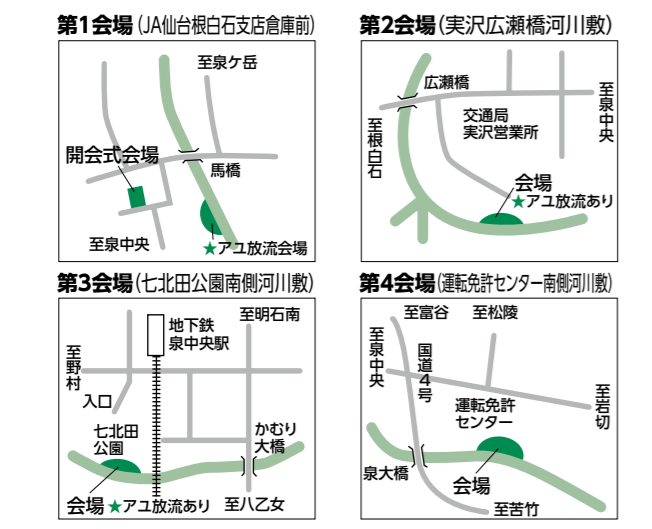 第1会場(JA仙台根白石支店倉庫前)
至泉ケ岳
開会式会場
馬橋
至泉中央
★アユ放流会場
第2会場(実沢広瀬橋河川敷)
広瀬橋
至泉中央
交通局
実沢営業所
至根白石
会場
★アユ放流あり
第3会場(七北田公園南側河川敷)
至明石南
地下鉄
泉中央駅
至野村
入口
七北田
公園
かむり
大橋
会場 ★アユ放流あり
至八乙女
第4会場(運転免許センター南側河川敷)
至富谷
至松陵
至泉中央
国道4号
至岩切
運転免許
センター
泉大橋
会場
至苦竹